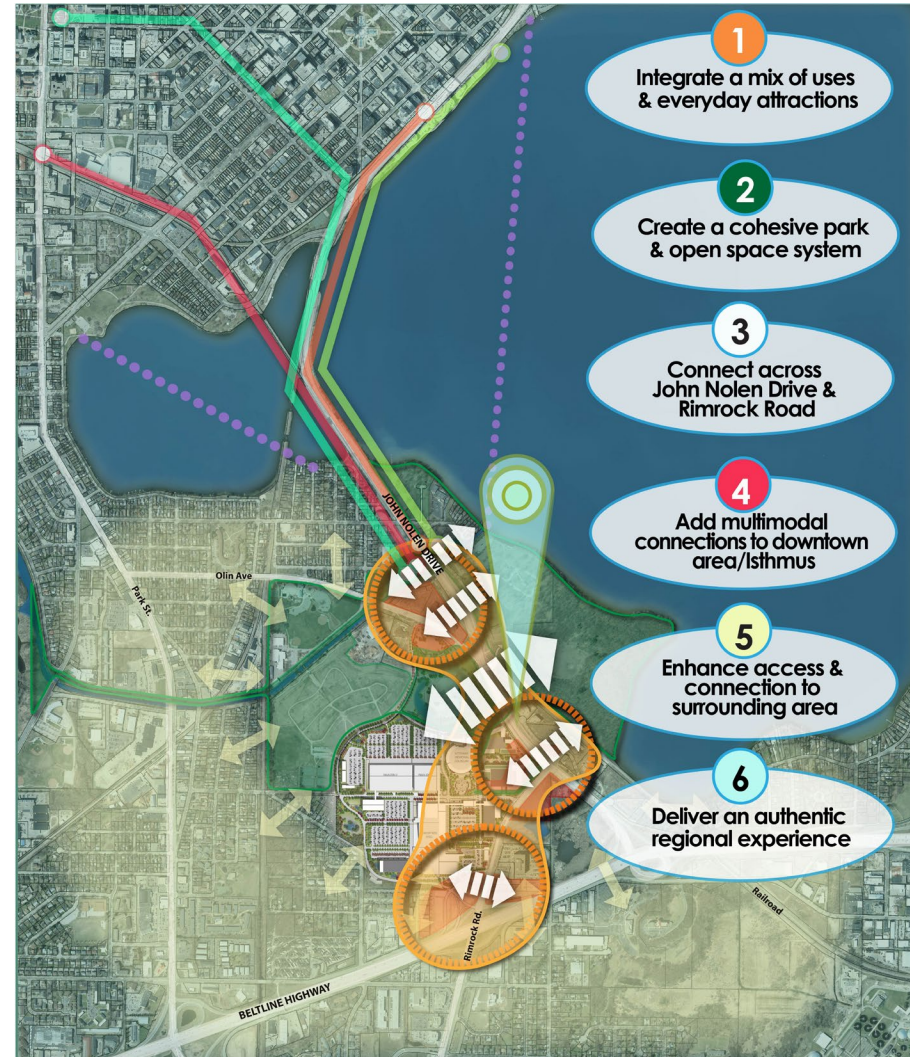 1
Integrate a mix of uses
& everyday attractions
2
Create a cohesive park
& open space system
3
Connect across
John Nolen Drive &
Rimrock Road
4
Add multimodal
connections to downtown
area/Isthmus
5
Enhance access &
connection to
surrounding area
6
Deliver an authentic
regional experience
JOHN NOLEN DRIVE
Olin Ave
Park St.
Railroad
Rimrock Rd.
BELTLINE HIGHWAY